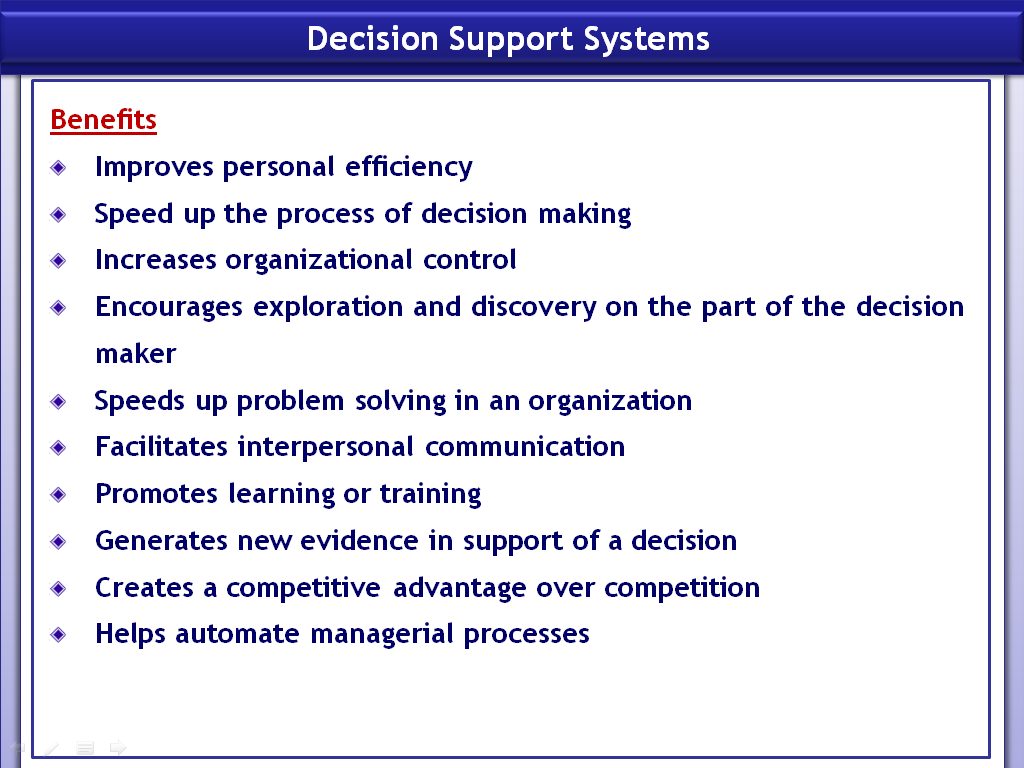 Decision Support Systems
Benefits
Improves personal efficiency
Speed up the process of decision making
Increases organizational control
Encourages exploration and discovery on the part of the decision
maker
Speeds up problem solving in an organization
Facilitates interpersonal communication
Promotes learning or training
Generates new evidence in support of a decision
Creates a competitive advantage over competition
Helps automate managerial processes